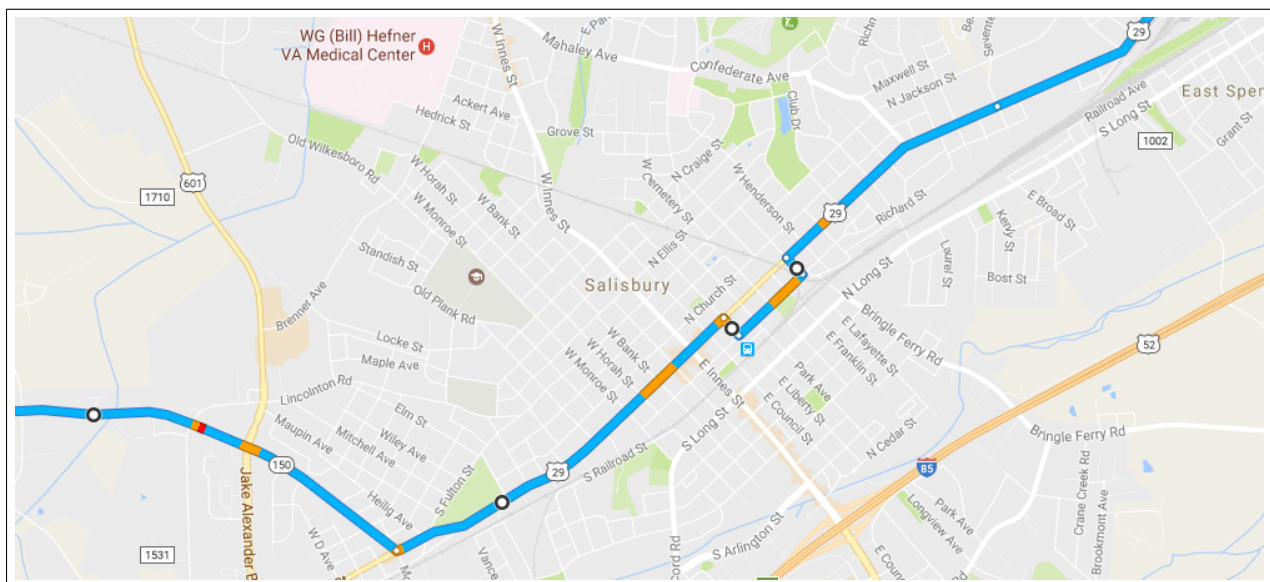 WG (Bill) Hefner
VA Medical Center
H
W Innes St
Mahaley Ave
Confederate Ave
Club Dr
Maxwell St
N Jackson St
29
Railroad Ave
S Long St
East Spen
Grant St
1002
Ackert Ave
Hedrick St
Grove St
Old Wilkesboro Rd
601
1710
W Horah St
W Monroe St
W Bank St
W Innes St
N Craige St
W Cemetery St
W Henderson St
N Ellis St
29
Richard St
E Broad St
Kervy St
Laurel St
Bost St
Standish St
Old Plank Rd
Brenner Ave
Salisbury
N Church St
N Long St
Bringle Ferry Rd
52
Locke St
Maple Ave
W Bank St
W Horah St
W Monroe St
E Lafayette St
E Franklin St
Park Ave
E Liberty St
E Council St
E Innes St
Lincolnton Rd
Elm St
Wiley Ave
Mitchell Ave
Maupin Ave
S Long St
N Cedar St
Bringle Ferry Rd
85
150
29
S Railroad St
S Fulton St
Heilig Ave
Jake Alexander B
W D Ave
1531
Vance
S Arlington St
Longview Ave
Park Ave
Crane Creek Rd
Brookmont Ave
E Council